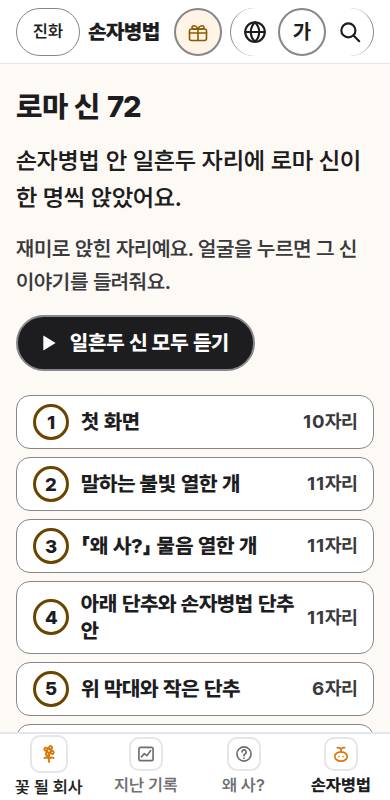 진화
손자병법
가
로마 신 72
손자병법 안 일흔두 자리에 로마 신이
한 명씩 앉았어요.
재미로 앉힌 자리예요. 얼굴을 누르면 그 신
이야기를 들려줘요.
일흔두 신 모두 듣기
1 첫 화면 10자리
2 말하는 불빛 열한 개 11자리
3 「왜 사?」 물음 열한 개 11자리
4 아래 단추와 손자병법 단추 안 11자리
5 위 막대와 작은 단추 6자리
꽃 될 회사
지난 기록
왜 사?
손자병법